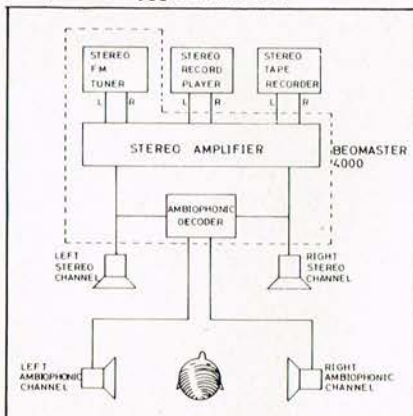 STEREO
FM
TUNER
STEREO
RECORD
PLAYER
STEREO
TAPE
RECORDER
L R
L R
L R
STEREO AMPLIFIER
BEOMASTER
4000
AMBIOPHONIC
DECODER
LEFT
STEREO
CHANNEL
RIGHT
STEREO
CHANNEL
LEFT
AMBIOPHONIC
CHANNEL
RIGHT
AMBIOPHONIC
CHANNEL